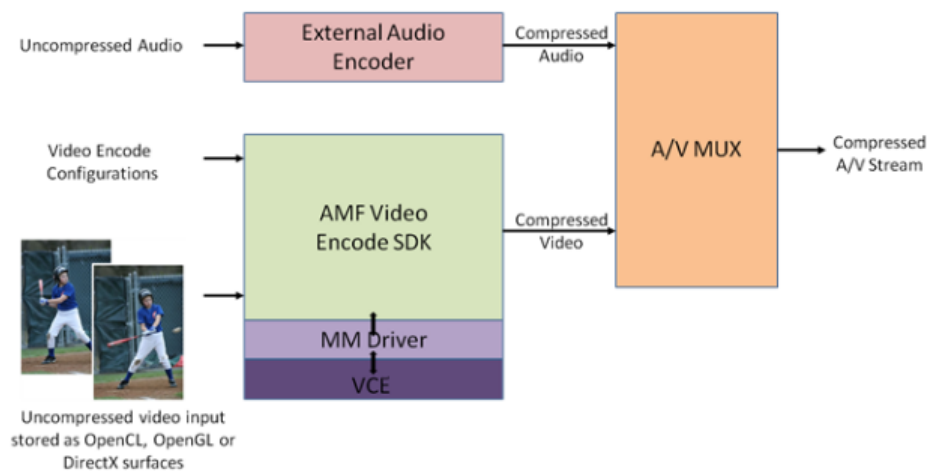 Uncompressed Audio
External Audio
Encoder
Compressed
Audio
A/V MUX
Compressed
A/V Stream
Video Encode
Configurations
AMF Video
Encode SDK
Compressed
Video
MM Driver
VCE
Uncompressed video input
stored as OpenCL, OpenGL or
DirectX surfaces